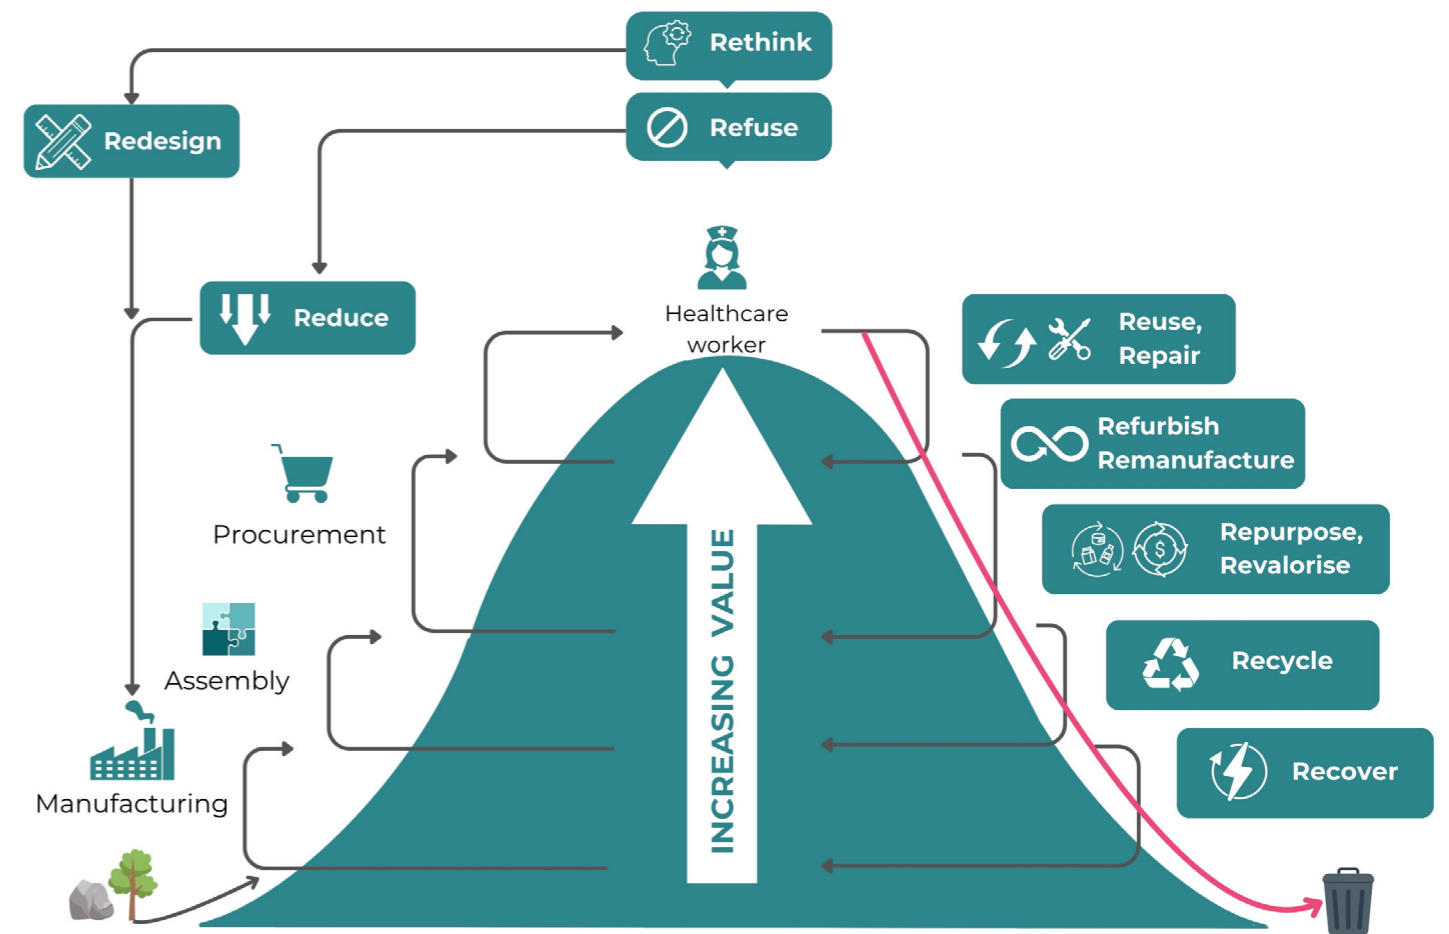 Rethink
Refuse
Redesign
Reduce
Healthcare
worker
Reuse,
Repair
Refurbish
Remanufacture
Procurement
Repurpose,
Revalorise
Assembly
Recycle
Manufacturing
Recover
INCREASING VALUE
$